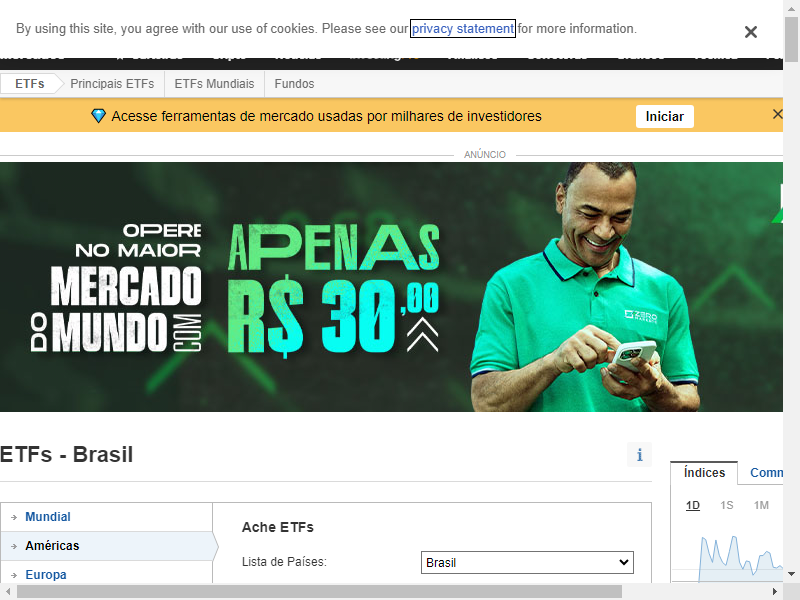 By using this site, you agree with our use of cookies. Please see our privacy statement for more information.
ETFs
Principais ETFs
ETFs Mundiais
Fundos
Acesse ferramentas de mercado usadas por milhares de investidores
Iniciar
ANÚNCIO
OPERE
NO MAIOR
MERCADO
DO MUNDO COM
APENAS
R$ 30,00
ZERO
MARKETS
ETFs - Brasil
Índices
Comm
1D
1S
1M
Mundial
Américas
Europa
Ache ETFs
Lista de Países:
Brasil